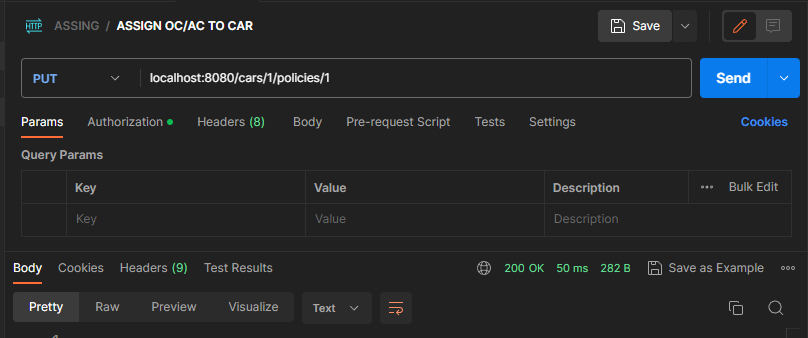 HTTP ASSING / ASSIGN OC/AC TO CAR Save
PUT localhost:8080/cars/1/policies/1 Send
Params Authorization Headers (8) Body Pre-request Script Tests Settings Cookies
Query Params
Key Value Description Bulk Edit
Key Value Description
Body Cookies Headers (9) Test Results 200 OK 50 ms 282 B Save as Example
Pretty Raw Preview Visualize Text